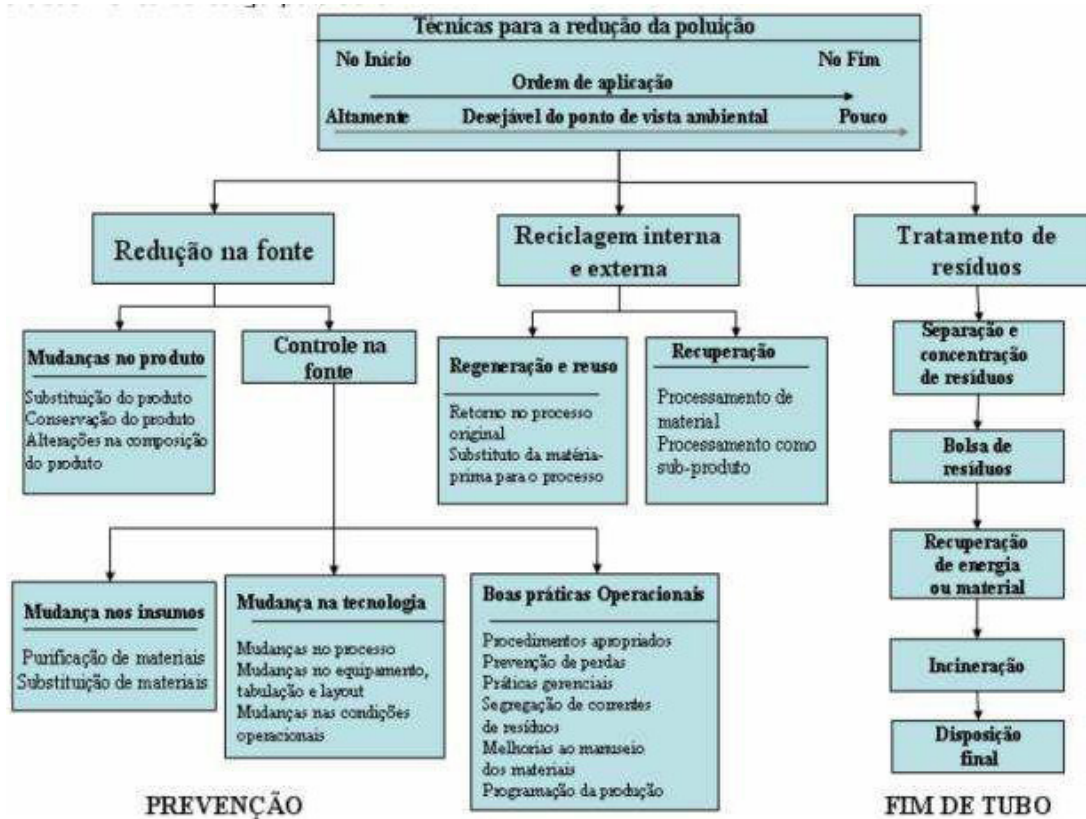 Técnicas para a redução da poluição
No Inicio
No Fim
Ordem de aplicação
Altamente
Desejável do ponto de vista ambiental
Pouco
Redução na fonte
Reciclagem interna
e externa
Tratamento de
resíduos
Mudanças no produto
Substituição do produto
Conservação do produto
Alterações na composição
do produto
Controle na
fonte
Regeneração e reuso
Retorno no processo
original
Substituto da matéria-
prima para o processo
Recuperação
Processamento de
material
Processamento como
sub-produto
Separação e
concentração
de resíduos
Bolsa de
resíduos
Recuperação
de energia
ou material
Incineração
Disposição
final
Mudança nos insumos
Purificação de materiais
Substituição de materiais
Mudança na tecnologia
Mudanças no processo
Mudanças no equipamento,
tabulação e layout
Mudanças nas condições
operacionais
Boas práticas Operacionais
Procedimentos apropriados
Prevenção de perdas
Práticas gerenciais
Segregação de correntes
de resíduos
Melhorias ao manuseio
dos materiais
Programação da produção
PREVENÇÃO
FIM DE TUBO